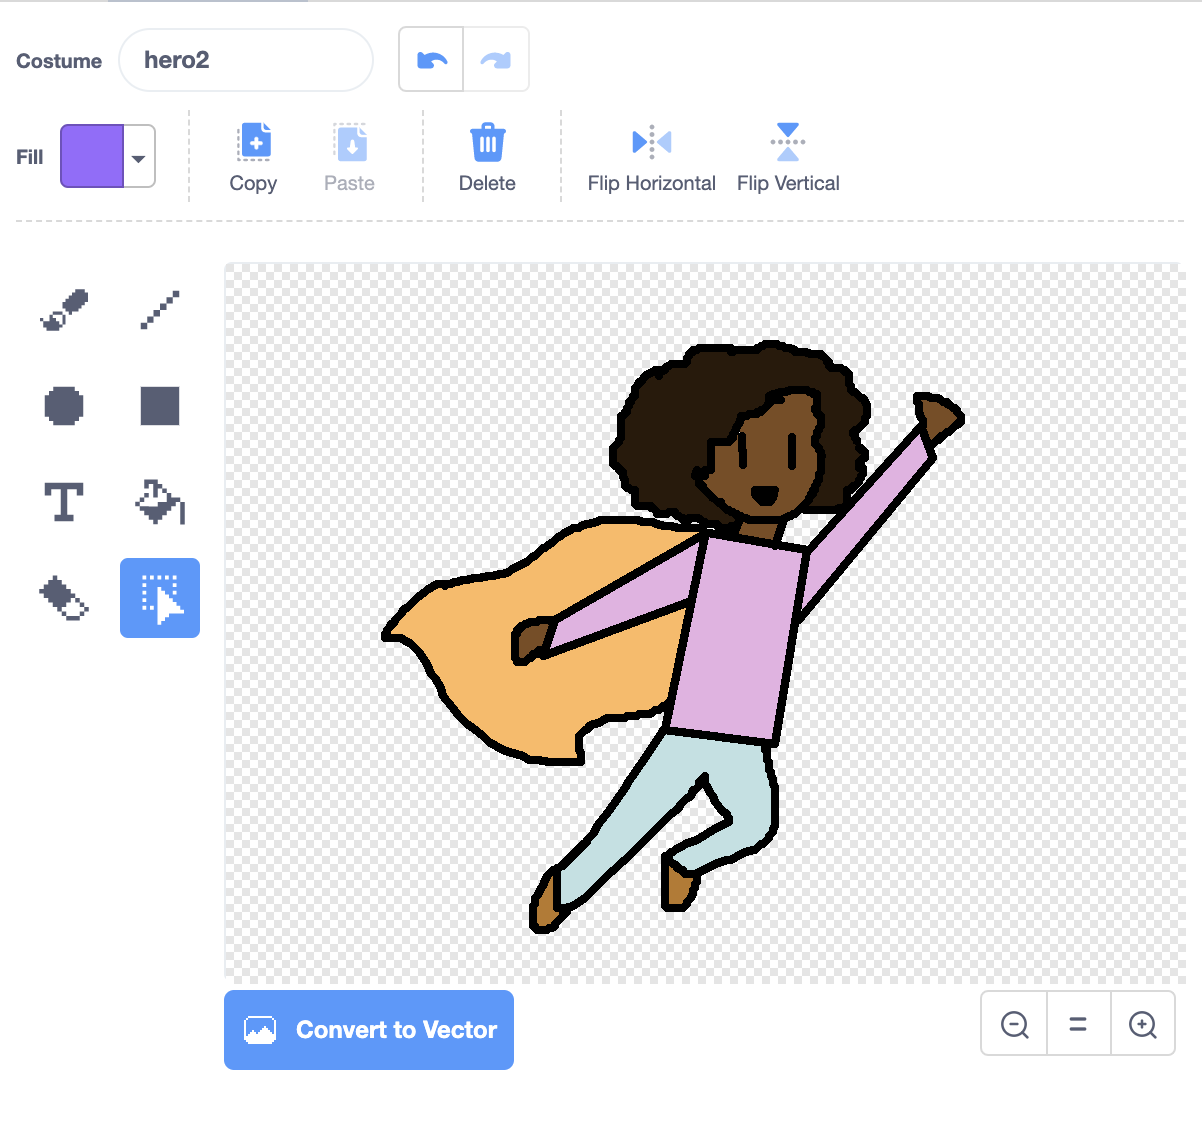 Costume
hero2
Fill
Copy
Paste
Delete
Flip Horizontal
Flip Vertical
T
Convert to Vector
=